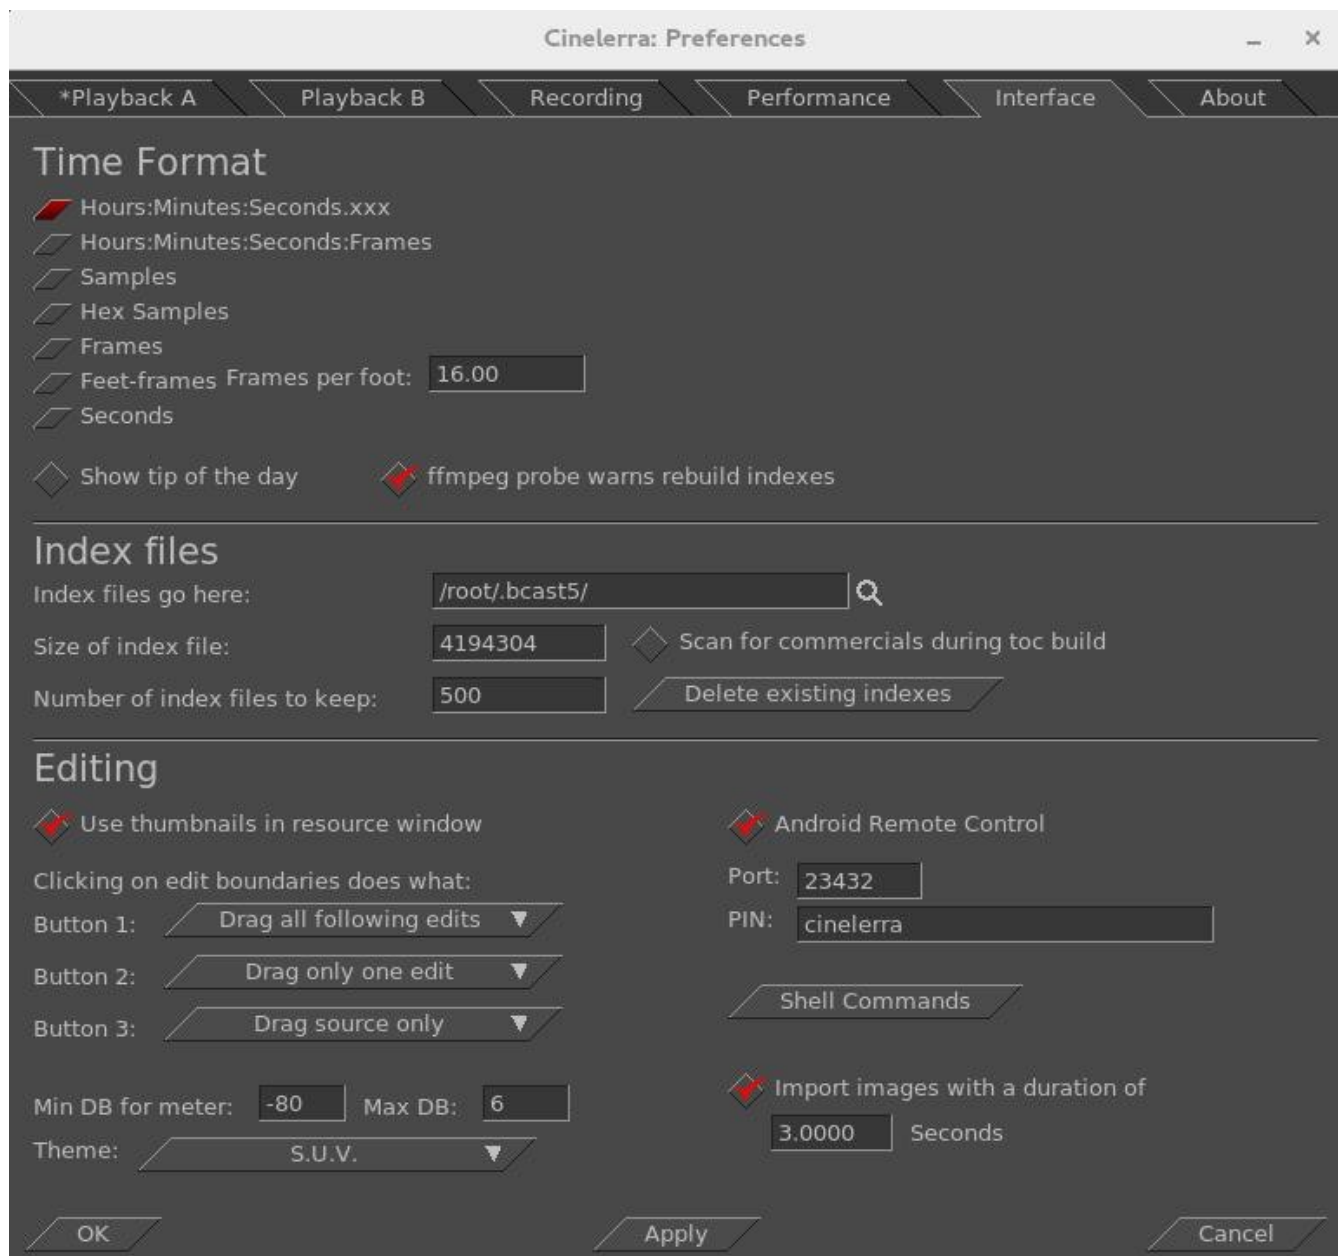 Cinelerra: Preferences
*Playback A Playback B Recording Performance Interface About
Time Format
Hours:Minutes:Seconds.xxx
Hours:Minutes:Seconds:Frames
Samples
Hex Samples
Frames
Feet-frames Frames per foot: 16.00
Seconds
Show tip of the day ffmpeg probe warns rebuild indexes
Index files
Index files go here: /root/.bcast5/
Size of index file: 4194304 Scan for commercials during toc build
Number of index files to keep: 500 Delete existing indexes
Editing
Use thumbnails in resource window Android Remote Control
Clicking on edit boundaries does what: Port: 23432
Button 1: Drag all following edits PIN: cinelerra
Button 2: Drag only one edit
Shell Commands
Button 3: Drag source only
Import images with a duration of
Min DB for meter: -80 Max DB: 6
3.0000 Seconds
Theme: S.U.V.
OK Apply Cancel